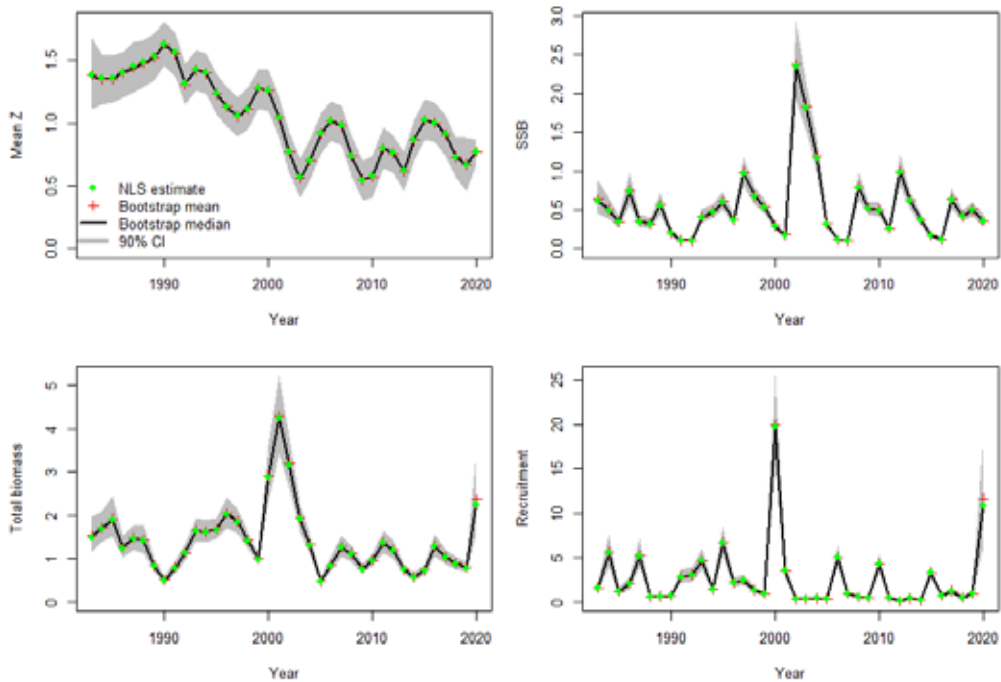 Mean Z
0.0 0.5 1.0 1.5
NLS estimate
Bootstrap mean
Bootstrap median
90% CI
1990 2000 2010 2020
Year
SSB
0.0 0.5 1.0 1.5 2.0 2.5 3.0
1990 2000 2010 2020
Year
Total biomass
0 1 2 3 4 5
1990 2000 2010 2020
Year
Recruitment
0 5 10 15 20 25
1990 2000 2010 2020
Year